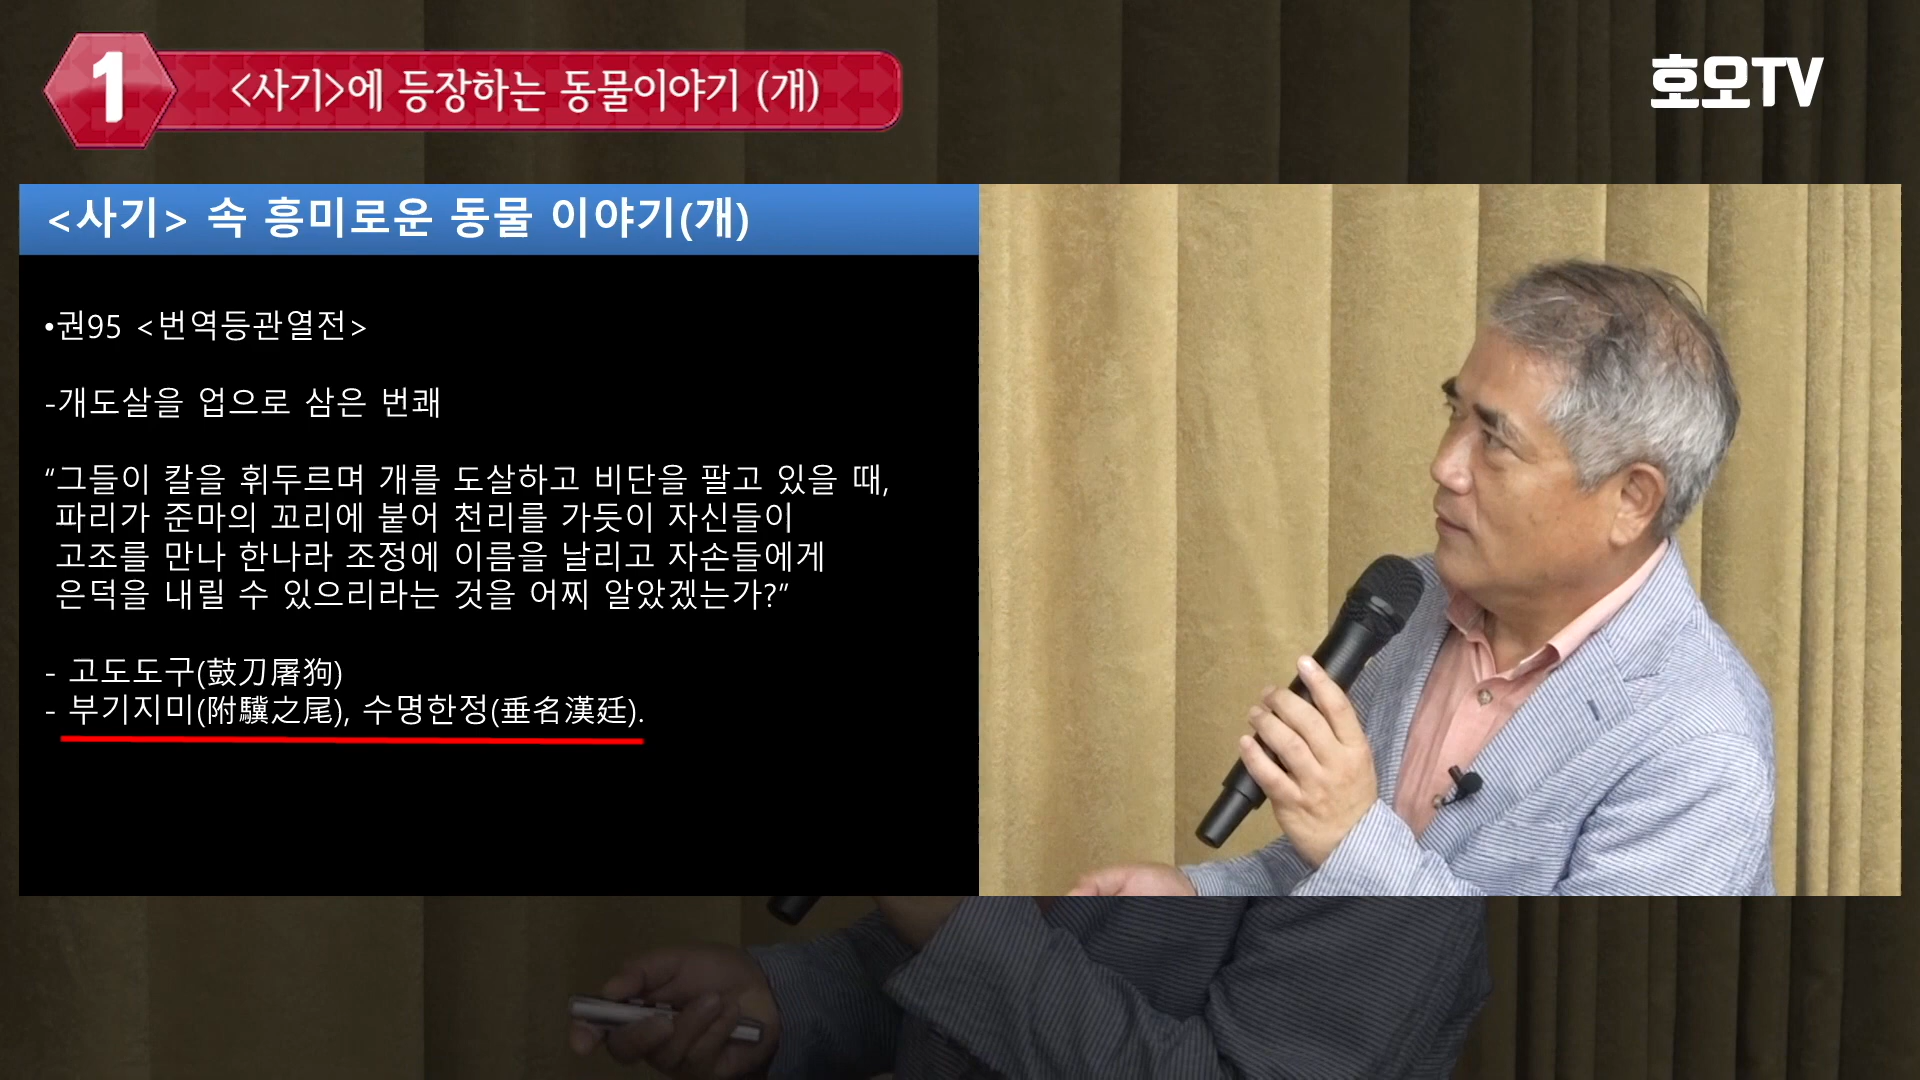 1
<사기>에 등장하는 동물이야기 (개)
호오TV
<사기> 속 흥미로운 동물 이야기(개)
•권95 <번역등관열전>
-개도살을 업으로 삼은 번쾌
“그들이 칼을 휘두르며 개를 도살하고 비단을 팔고 있을 때,
파리가 준마의 꼬리에 붙어 천리를 가듯이 자신들이
고조를 만나 한나라 조정에 이름을 날리고 자손들에게
은덕을 내릴 수 있으리라는 것을 어찌 알았겠는가?”
- 고도도구(鼓刀屠狗)
- 부기지미(附驥之尾), 수명한정(垂名漢廷).